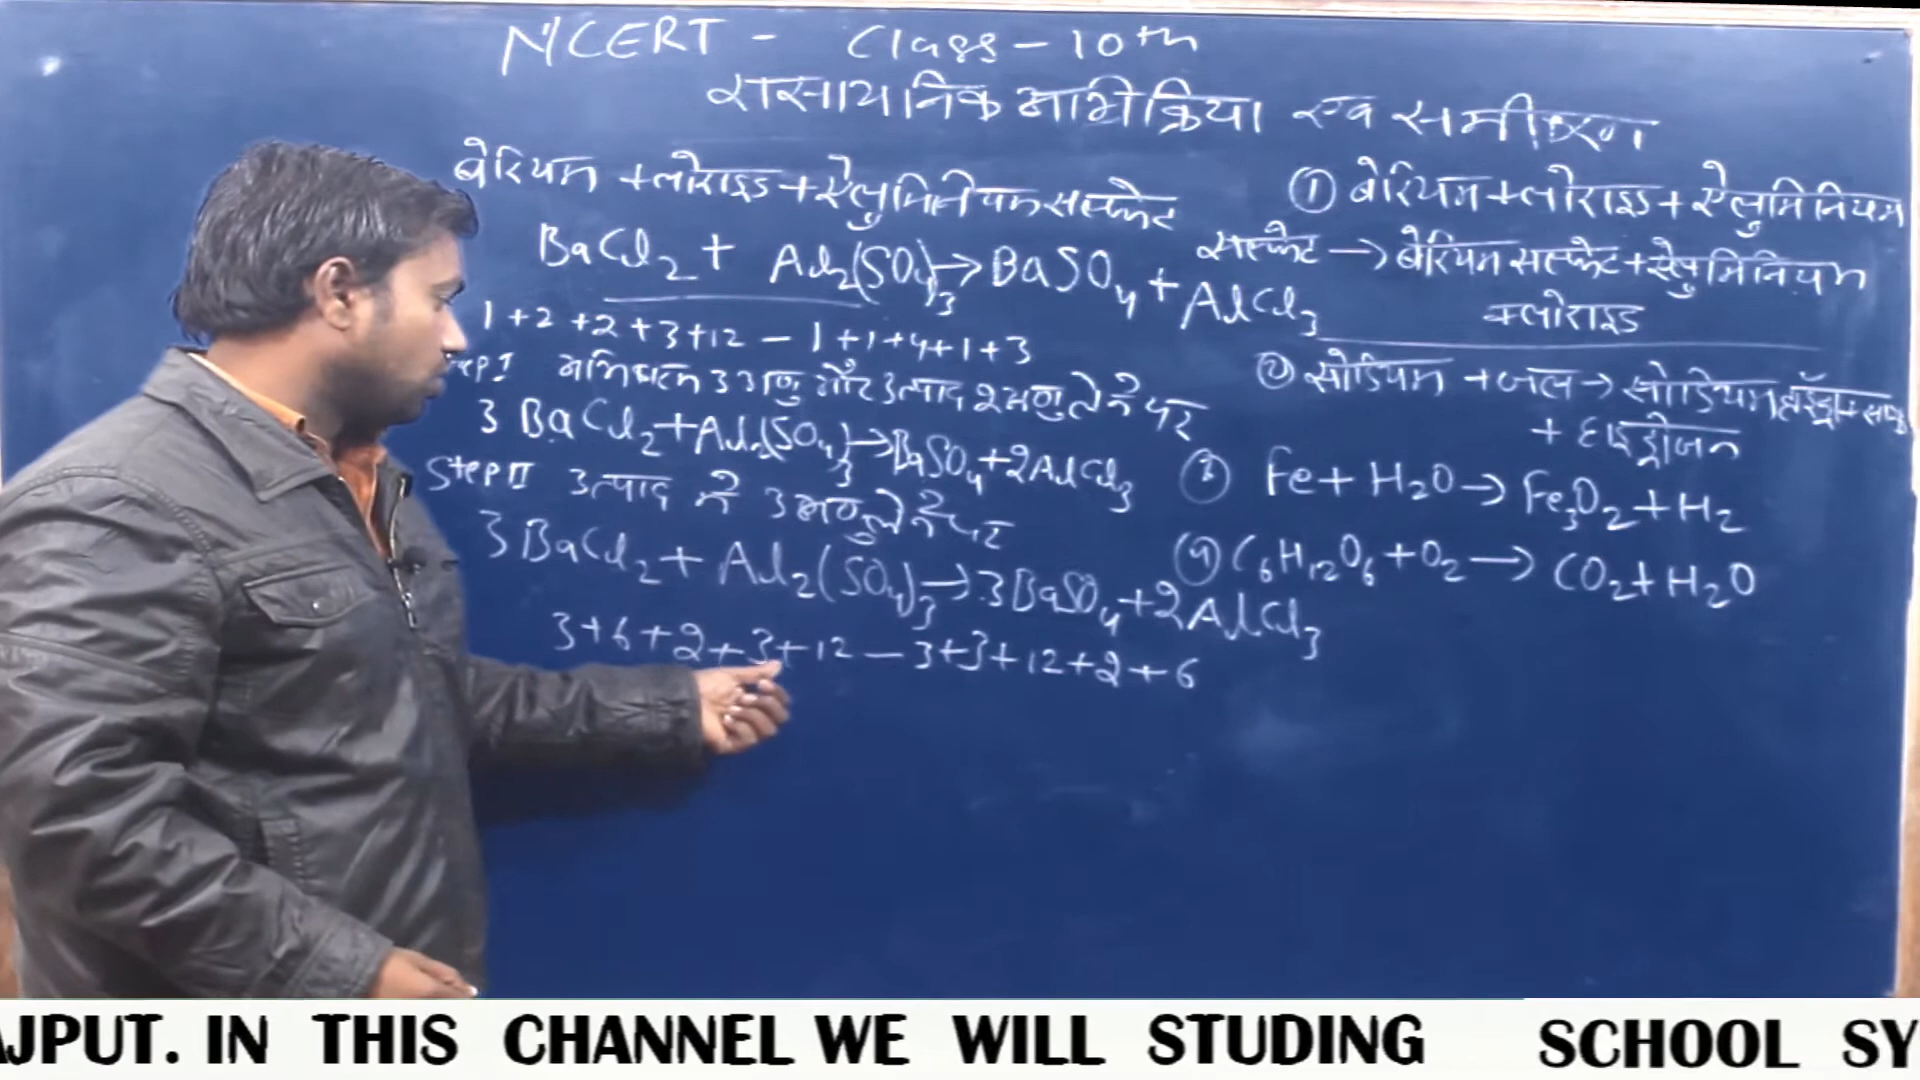 NCERT - Class - 10th
रासायनिक अभिक्रिया एवं समीकरण
बेरियम क्लोराइड + ऐलुमिनियम सल्फेट
BaCl2 + Al2(SO4)3 → BaSO4 + AlCl3
1+2+2+3+12 - 1+1+4+1+3
Step I अभिकारक 3 अणु और उत्पाद 2 अणु लेने पर
3 BaCl2 + Al2(SO4)3 → BaSO4 + 2AlCl3
Step II उत्पाद में 3 अणु लेने पर
3BaCl2 + Al2(SO4)3 → 3BaSO4 + 2AlCl3
3+6+2+3+12 - 3+3+12+2+6
① बेरियम क्लोराइड + ऐलुमिनियम
सल्फेट → बेरियम सल्फेट + ऐलुमिनियम
क्लोराइड
② सोडियम + जल → सोडियम
+ हाइड्रोजन
③ Fe + H2O → Fe3O2 + H2
④ C6H12O6 + O2 → CO2 + H2O
JPUT. IN THIS CHANNEL WE WILL STUDING SCHOOL SY